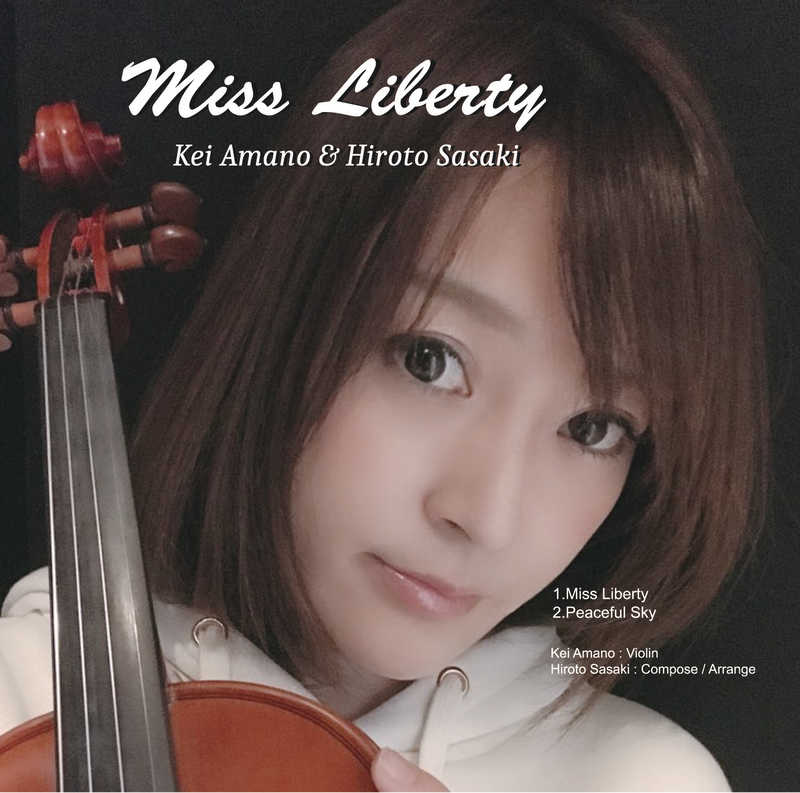 Miss Liberty
Kei Amano & Hiroto Sasaki
1.Miss Liberty
2.Peaceful Sky
Kei Amano : Violin
Hiroto Sasaki : Compose / Arrange